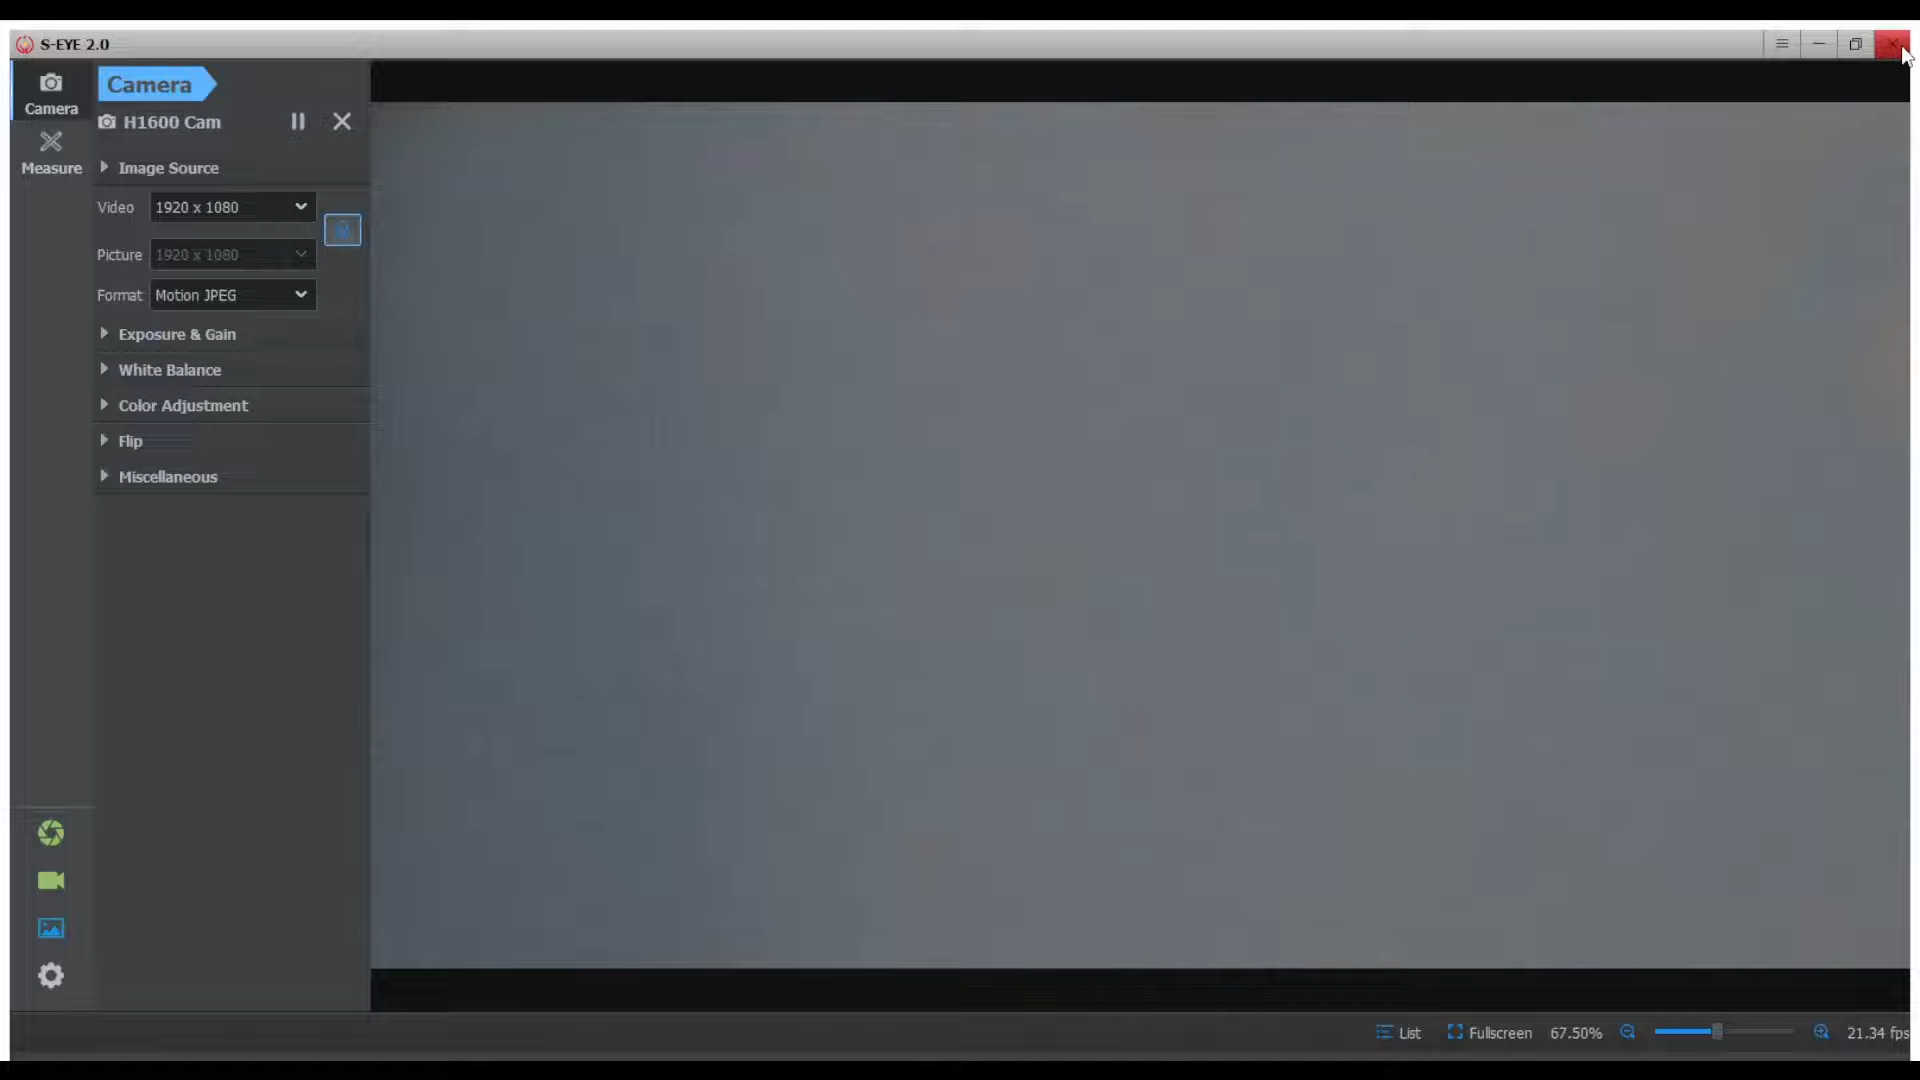 S-EYE 2.0
Camera
Camera
H1600 Cam
Measure
Image Source
Video
1920 x 1080
Picture
1920 x 1080
Format
Motion JPEG
Exposure & Gain
White Balance
Color Adjustment
Flip
Miscellaneous
List
Fullscreen
67.50%
21.34 fps